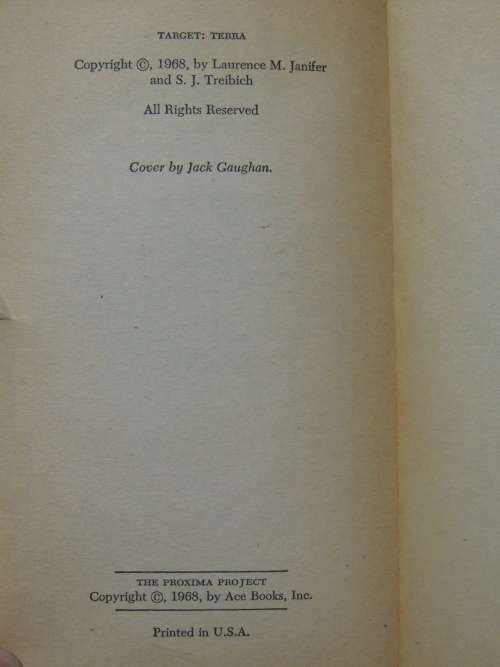 TARGET: TERRA
Copyright ©, 1968, by Laurence M. Janifer
and S. J. Treibich
All Rights Reserved
Cover by Jack Gaughan.
THE PROXIMA PROJECT
Copyright ©, 1968, by Ace Books, Inc.
Printed in U.S.A.